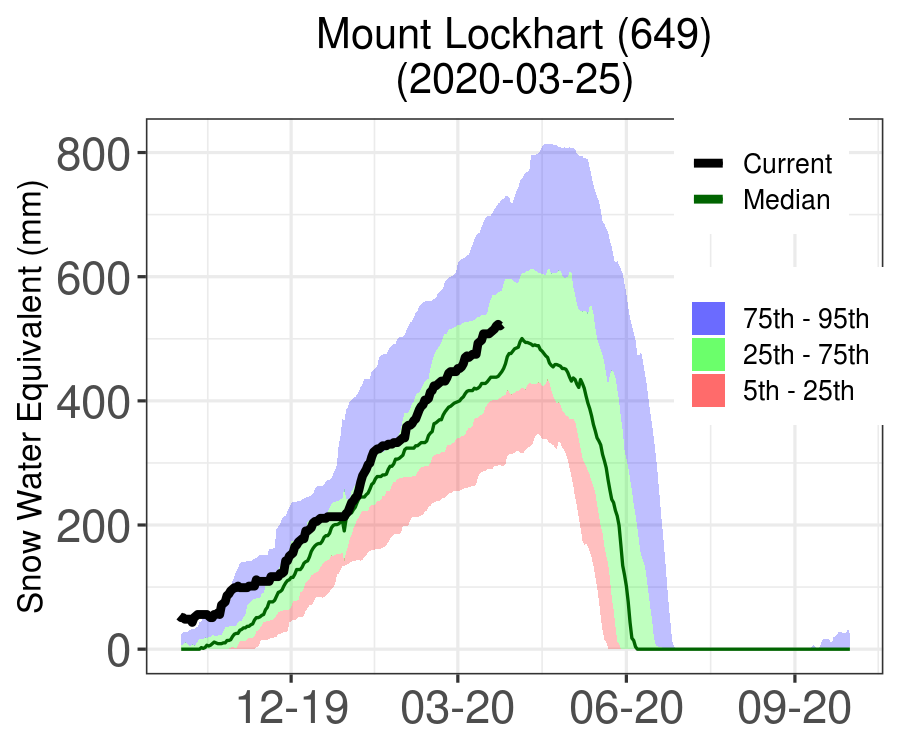 Mount Lockhart (649)
(2020-03-25)
Snow Water Equivalent (mm)
800
600
400
200
0
12-19
03-20
06-20
09-20
Current
Median
75th - 95th
25th - 75th
5th - 25th